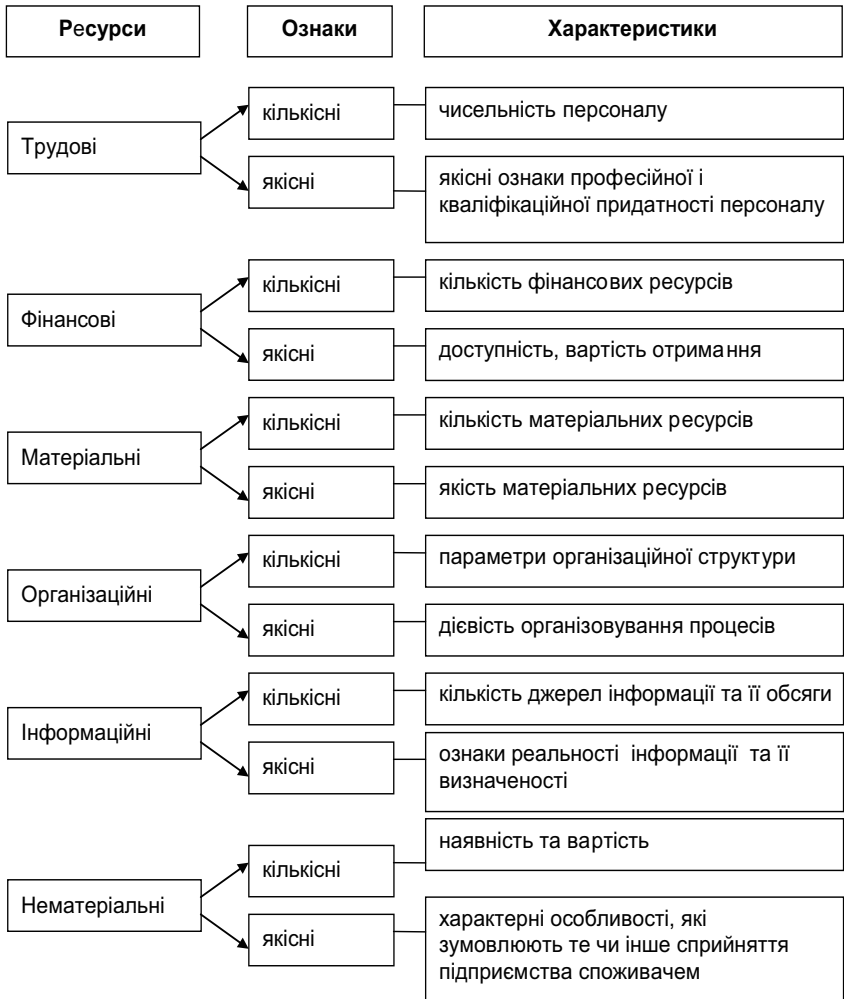 Ресурси
Ознаки
Характеристики
Трудові
кількісні
чисельність персоналу
якісні
якісні ознаки професійної і
кваліфікаційної придатності персоналу
Фінансові
кількісні
кількість фінансових ресурсів
якісні
доступність, вартість отримання
Матеріальні
кількісні
кількість матеріальних ресурсів
якісні
якість матеріальних ресурсів
Організаційні
кількісні
параметри організаційної структури
якісні
дієвість організовування процесів
Інформаційні
кількісні
кількість джерел інформації та її обсяги
якісні
ознаки реальності інформації та її
визначеності
Нематеріальні
кількісні
наявність та вартість
якісні
характерні особливості, які
зумовлюють те чи інше сприйняття
підприємства споживачем